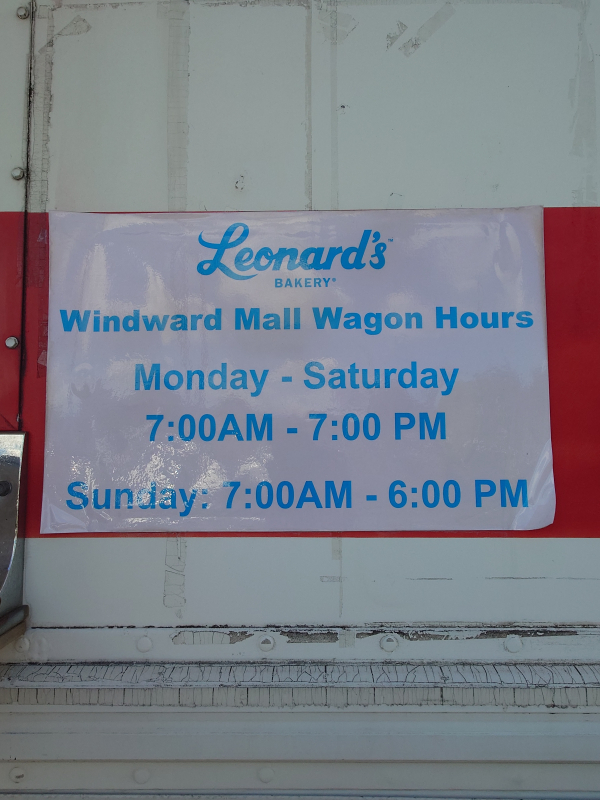 Leonard's™
BAKERY®
Windward Mall Wagon Hours
Monday - Saturday
7:00AM - 7:00 PM
Sunday: 7:00AM - 6:00 PM